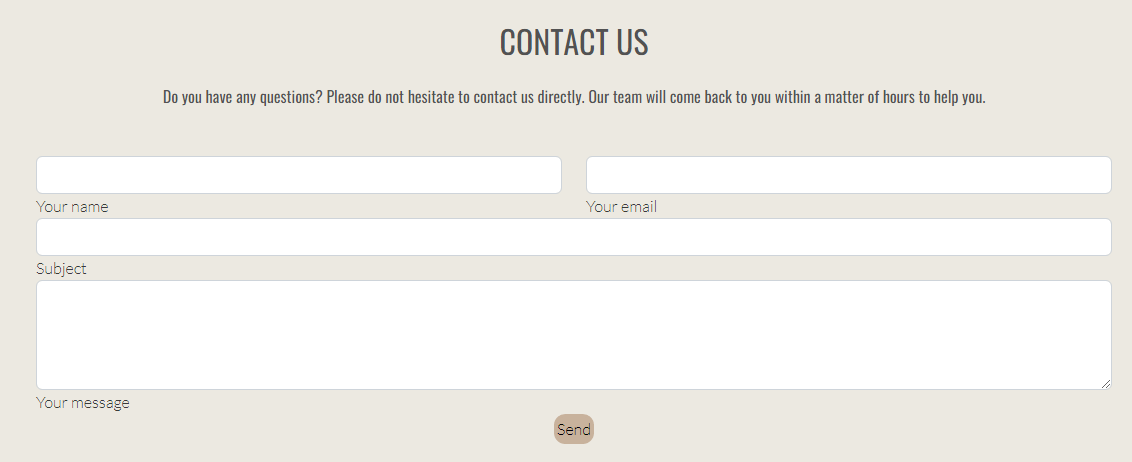 CONTACT US
Do you have any questions? Please do not hesitate to contact us directly. Our team will come back to you within a matter of hours to help you.
Your name
Your email
Subject
Your message
Send